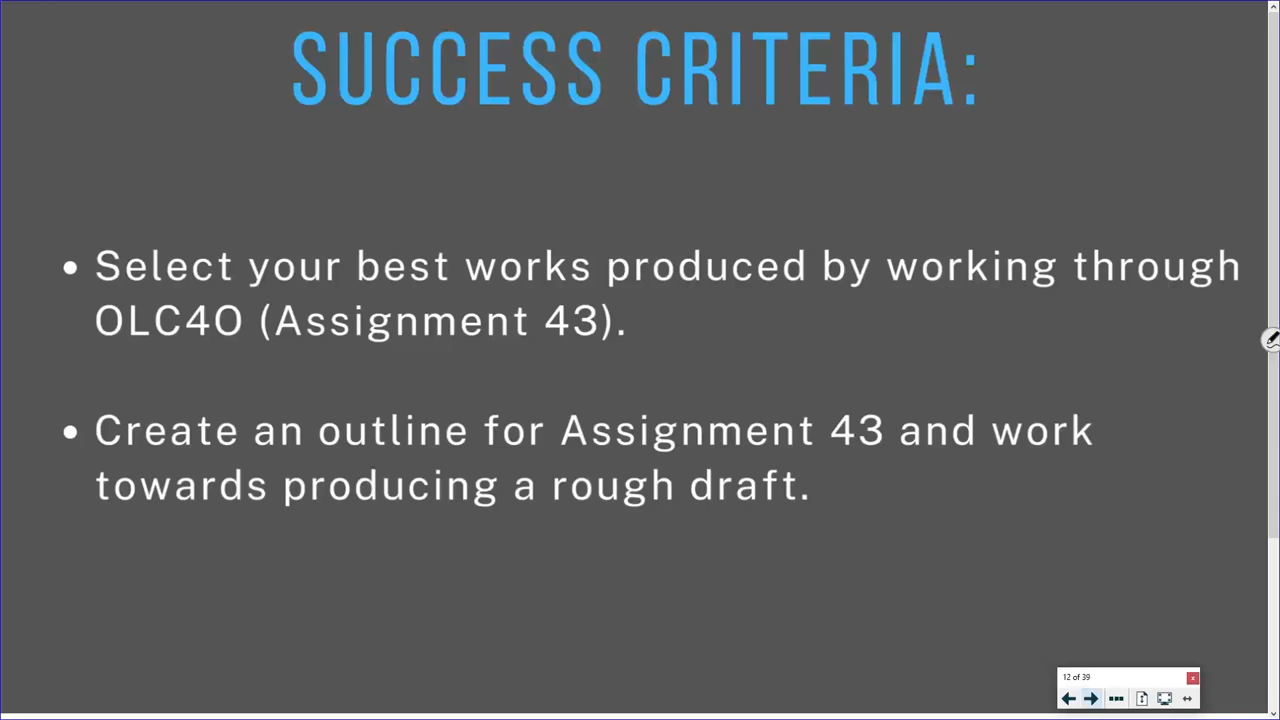 SUCCESS CRITERIA:
• Select your best works produced by working through
OLC4O (Assignment 43).
• Create an outline for Assignment 43 and work
towards producing a rough draft.
12 of 39
x